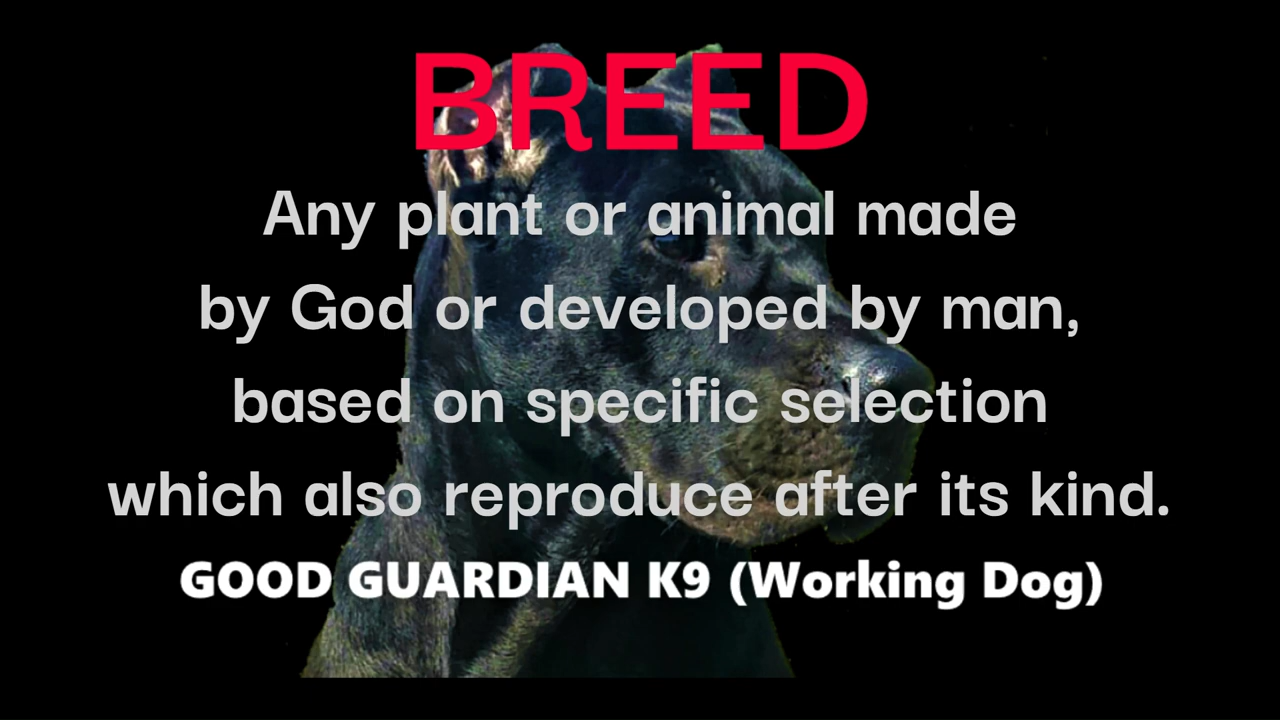 BREED
Any plant or animal made
by God or developed by man,
based on specific selection
which also reproduce after its kind.
GOOD GUARDIAN K9 (Working Dog)